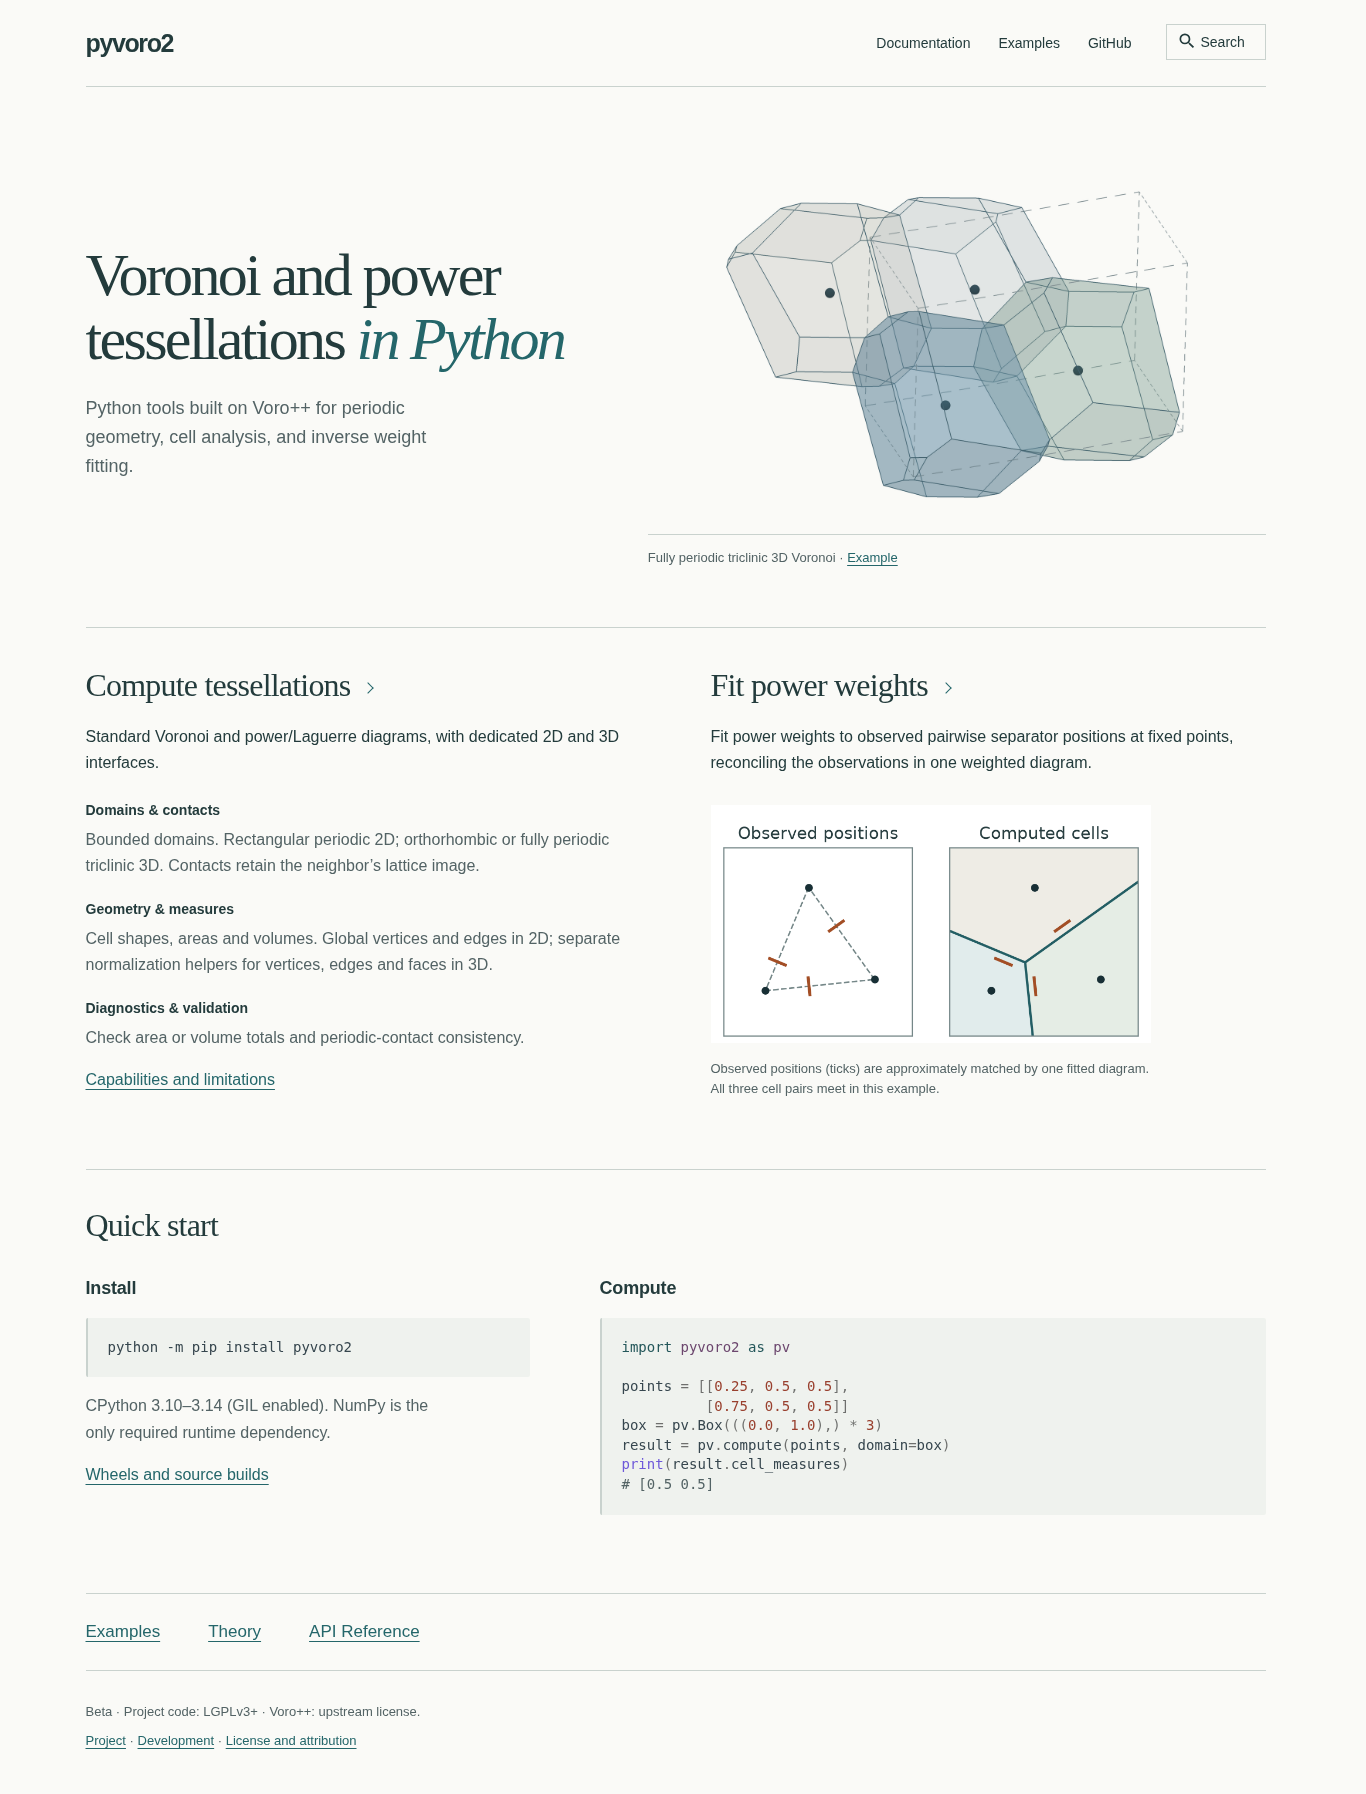 pyvoro2
Documentation
Examples
GitHub
Search
Voronoi and power
tessellations in Python
Python tools built on Voro++ for periodic
geometry, cell analysis, and inverse weight
fitting.
Fully periodic triclinic 3D Voronoi · Example
Compute tessellations
Standard Voronoi and power/Laguerre diagrams, with dedicated 2D and 3D
interfaces.
Domains & contacts
Bounded domains. Rectangular periodic 2D; orthorhombic or fully periodic
triclinic 3D. Contacts retain the neighbor’s lattice image.
Geometry & measures
Cell shapes, areas and volumes. Global vertices and edges in 2D; separate
normalization helpers for vertices, edges and faces in 3D.
Diagnostics & validation
Check area or volume totals and periodic-contact consistency.
Capabilities and limitations
Fit power weights
Fit power weights to observed pairwise separator positions at fixed points,
reconciling the observations in one weighted diagram.
Observed positions
Computed cells
Observed positions (ticks) are approximately matched by one fitted diagram.
All three cell pairs meet in this example.
Quick start
Install
python -m pip install pyvoro2
CPython 3.10–3.14 (GIL enabled). NumPy is the
only required runtime dependency.
Wheels and source builds
Compute
import pyvoro2 as pv
points = [[0.25, 0.5, 0.5],
          [0.75, 0.5, 0.5]]
box = pv.Box(((0.0, 1.0),) * 3)
result = pv.compute(points, domain=box)
print(result.cell_measures)
# [0.5 0.5]
Examples
Theory
API Reference
Beta · Project code: LGPLv3+ · Voro++: upstream license.
Project · Development · License and attribution